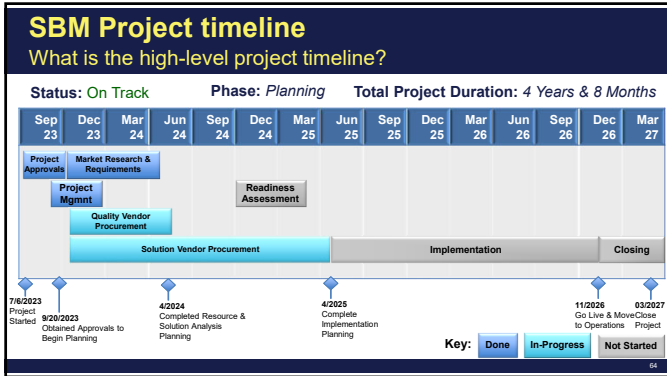 SBM Project timeline
What is the high-level project timeline?
Status: On Track
Phase: Planning
Total Project Duration: 4 Years & 8 Months
Sep Dec Mar Jun Sep Dec Mar Jun Sep Dec Mar Jun Sep Dec Mar
23 23 24 24 24 24 25 25 25 25 26 26 26 26 27
Project
Approvals
Market Research &
Requirements
Project
Mgmnt
Readiness
Assessment
Quality Vendor
Procurement
Solution Vendor Procurement
Implementation
Closing
7/6/2023
Project
Started
9/20/2023
Obtained Approvals to
Begin Planning
4/2024
Completed Resource &
Solution Analysis
Planning
4/2025
Complete
Implementation
Planning
11/2026
Go Live & Move
to Operations
03/2027
Close
Project
Key: Done In-Progress Not Started
64